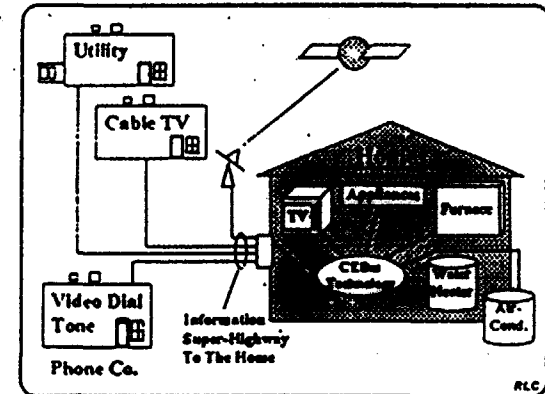 Utility
Cable TV
Home
TV
Appliances
Furnace
CEBus
Technology
Water
Heater
Air-
Cond.
Video Dial
Tone
Phone Co.
Information
Super-Highway
To The Home
RLC